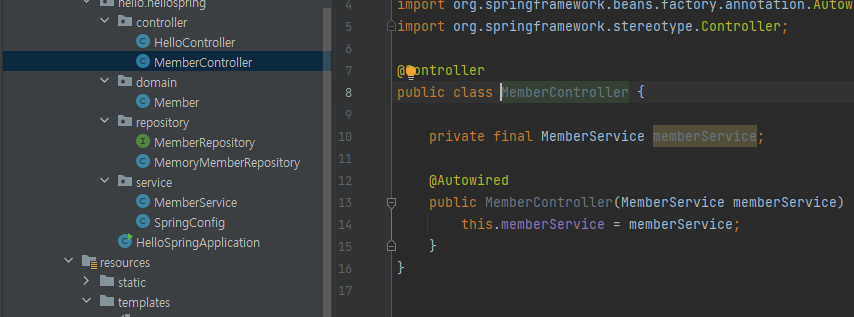 hello.hellospring
controller
HelloController
MemberController
domain
Member
repository
MemberRepository
MemoryMemberRepository
service
MemberService
SpringConfig
HelloSpringApplication
resources
static
templates
4 import org.springframework.beans.factory.annotation.Autow
5 import org.springframework.stereotype.Controller;
6
7 @Controller
8 public class MemberController {
9
10 private final MemberService memberService;
11
12 @Autowired
13 public MemberController(MemberService memberService)
14 this.memberService = memberService;
15 }
16 }
17